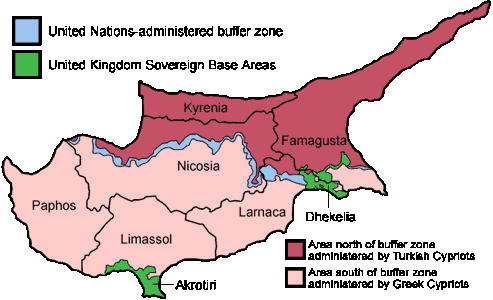 United Nations-administered buffer zone
United Kingdom Sovereign Base Areas
Kyrenia
Famagusta
Nicosia
Paphos
Larnaca
Dhekelia
Limassol
Akrotiri
Area north of buffer zone
administered by Turkish Cypriots
Area south of buffer zone
administered by Greek Cypriots